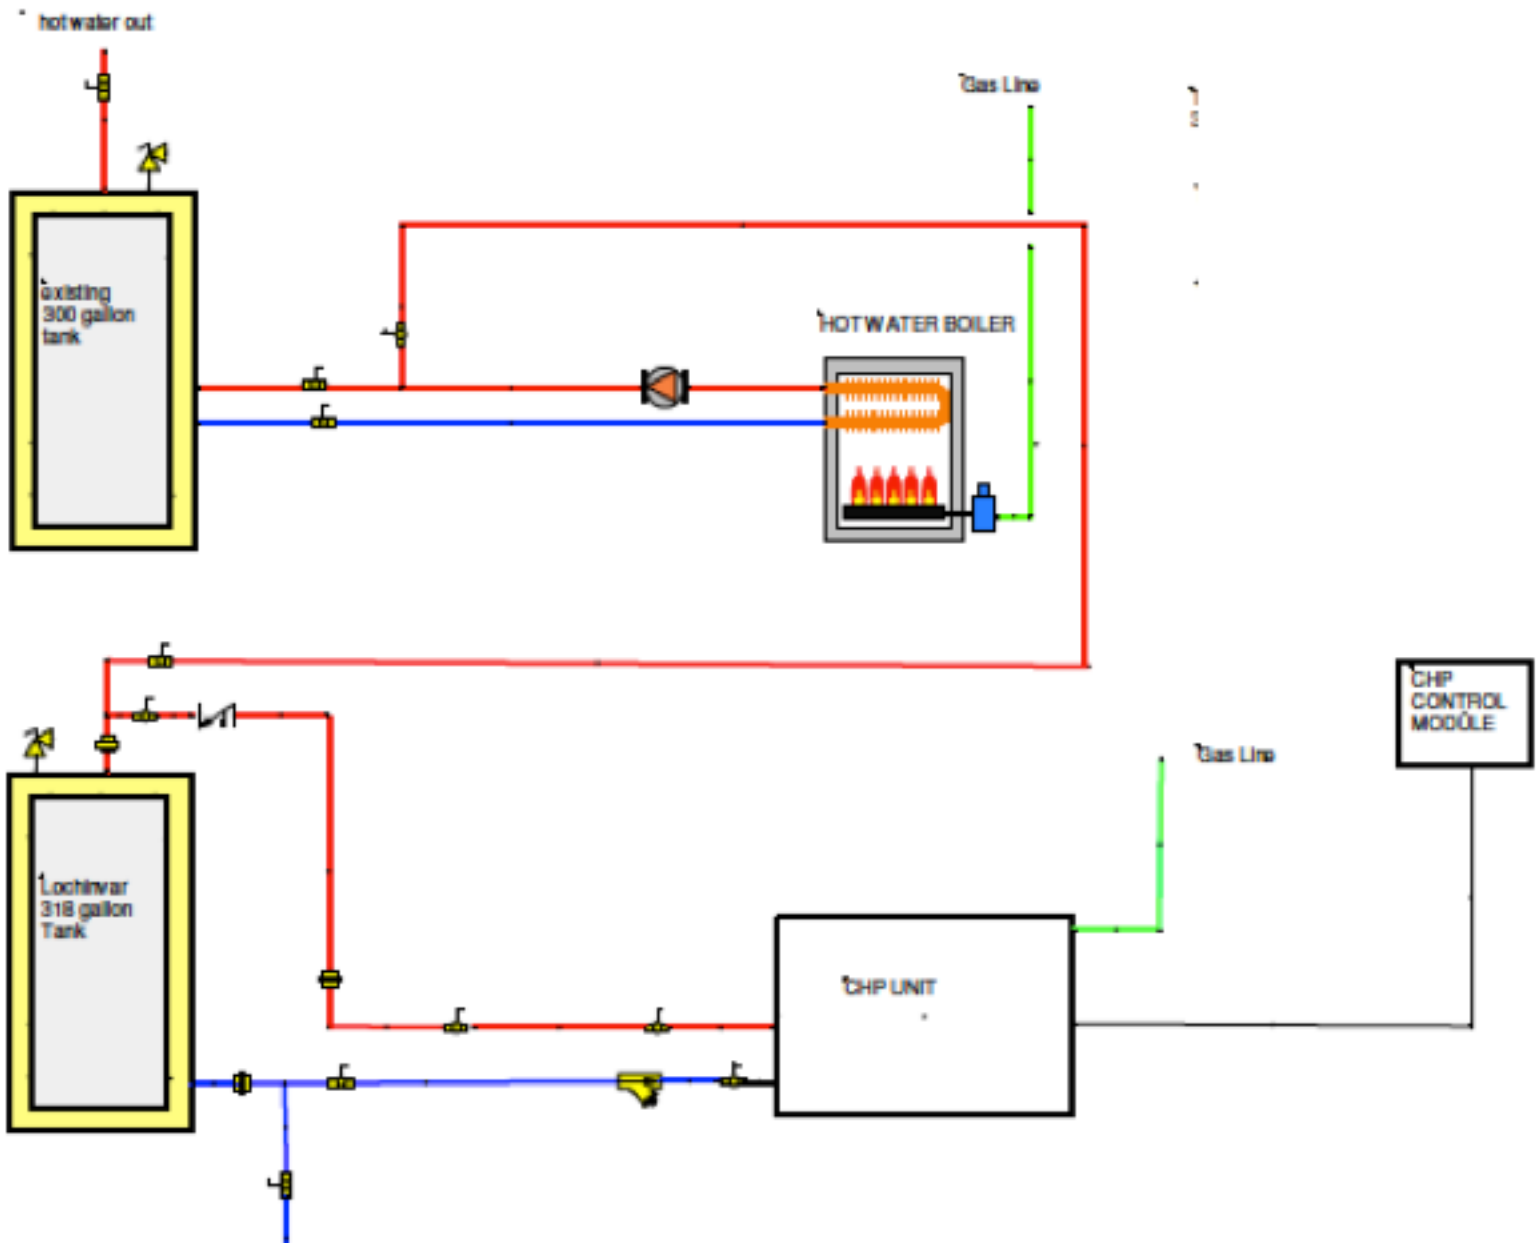 hot water out
Gas Line
existing
300 gallon
tank
HOT WATER BOILER
CHP
CONTROL
MODULE
Gas Line
Lochinvar
318 gallon
Tank
CHP UNIT